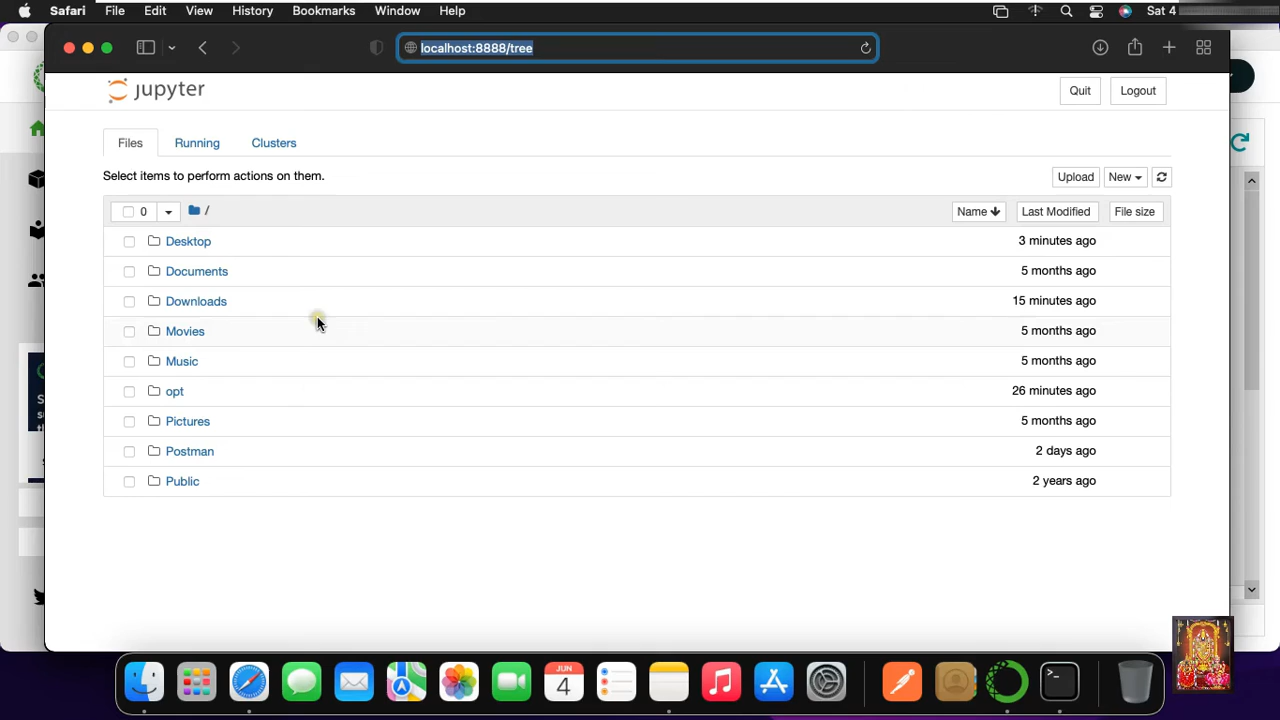 Safari File Edit View History Bookmarks Window Help Sat 4
localhost:8888/tree
jupyter Quit Logout
Files Running Clusters
Select items to perform actions on them. Upload New
0 / Name Last Modified File size
Desktop 3 minutes ago
Documents 5 months ago
Downloads 15 minutes ago
Movies 5 months ago
Music 5 months ago
opt 26 minutes ago
Pictures 5 months ago
Postman 2 days ago
Public 2 years ago
JUN
4